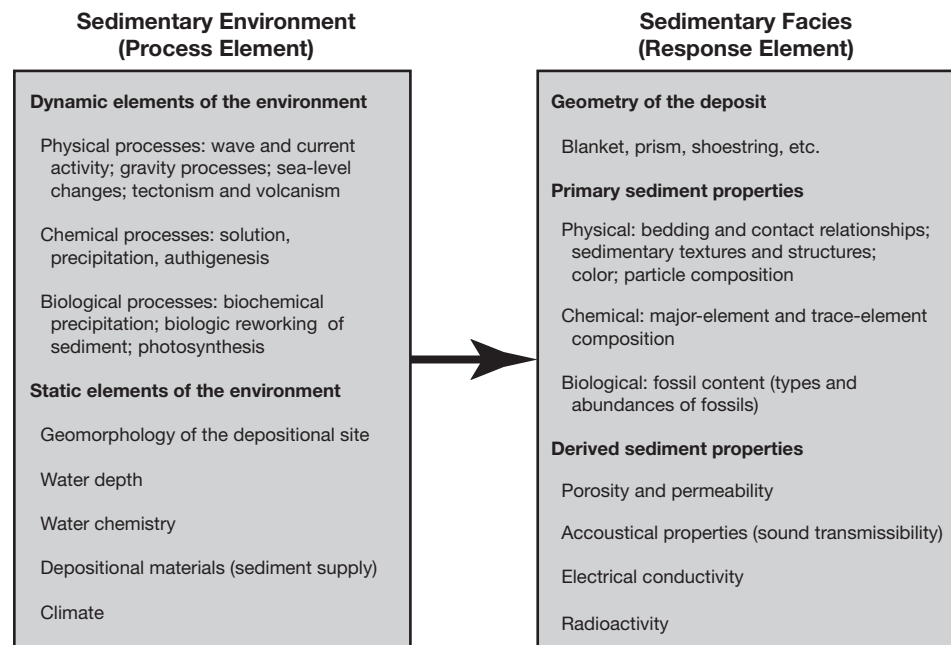 Sedimentary Environment
(Process Element)
Dynamic elements of the environment
Physical processes: wave and current
activity; gravity processes; sea-level
changes; tectonism and volcanism
Chemical processes: solution,
precipitation, authigenesis
Biological processes: biochemical
precipitation; biologic reworking of
sediment; photosynthesis
Static elements of the environment
Geomorphology of the depositional site
Water depth
Water chemistry
Depositional materials (sediment supply)
Climate
Sedimentary Facies
(Response Element)
Geometry of the deposit
Blanket, prism, shoestring, etc.
Primary sediment properties
Physical: bedding and contact relationships;
sedimentary textures and structures;
color; particle composition
Chemical: major-element and trace-element
composition
Biological: fossil content (types and
abundances of fossils)
Derived sediment properties
Porosity and permeability
Accoustical properties (sound transmissibility)
Electrical conductivity
Radioactivity